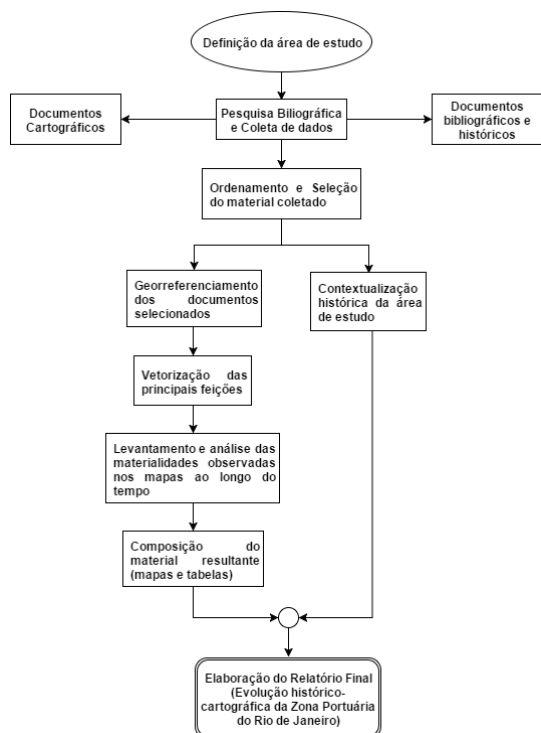 Definição da área de estudo
Documentos
Cartográficos
Pesquisa Biliográfica
e Coleta de dados
Documentos
bibliográficos e
históricos
Ordenamento e Seleção
do material coletado
Georreferenciamento
dos documentos
selecionados
Contextualização
histórica da área
de estudo
Vetorização das
principais feições
Levantamento e análise das
materialidades observadas
nos mapas ao longo do
tempo
Composição do
material resultante
(mapas e tabelas)
Elaboração do Relatório Final
(Evolução histórico-
cartográfica da Zona Portuária
do Rio de Janeiro)